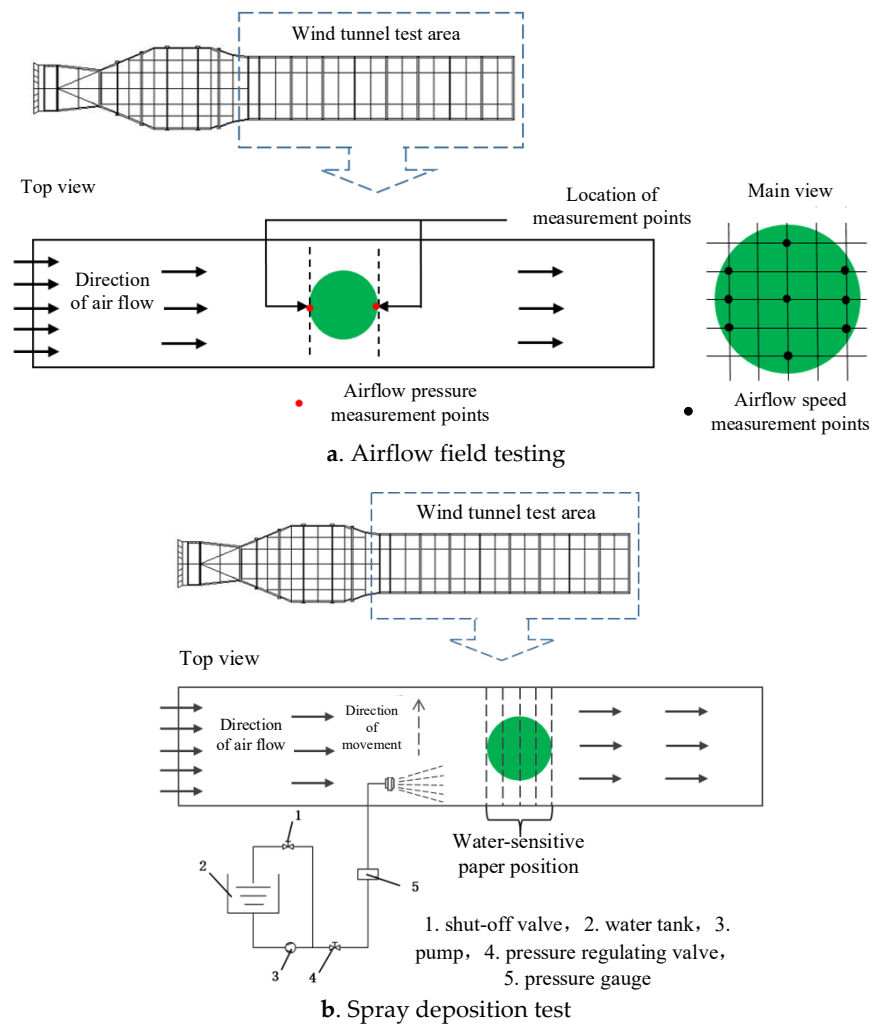 Wind tunnel test area
Top view
Location of
measurement points
Main view
Direction
of air flow
Airflow pressure
measurement points
Airflow speed
measurement points
a. Airflow field testing
Wind tunnel test area
Top view
Direction
of air flow
Direction
of
movement
1
2
Water-sensitive
paper position
5
3
4
1. shut-off valve，2. water tank，3.
pump，4. pressure regulating valve，
5. pressure gauge
b. Spray deposition test